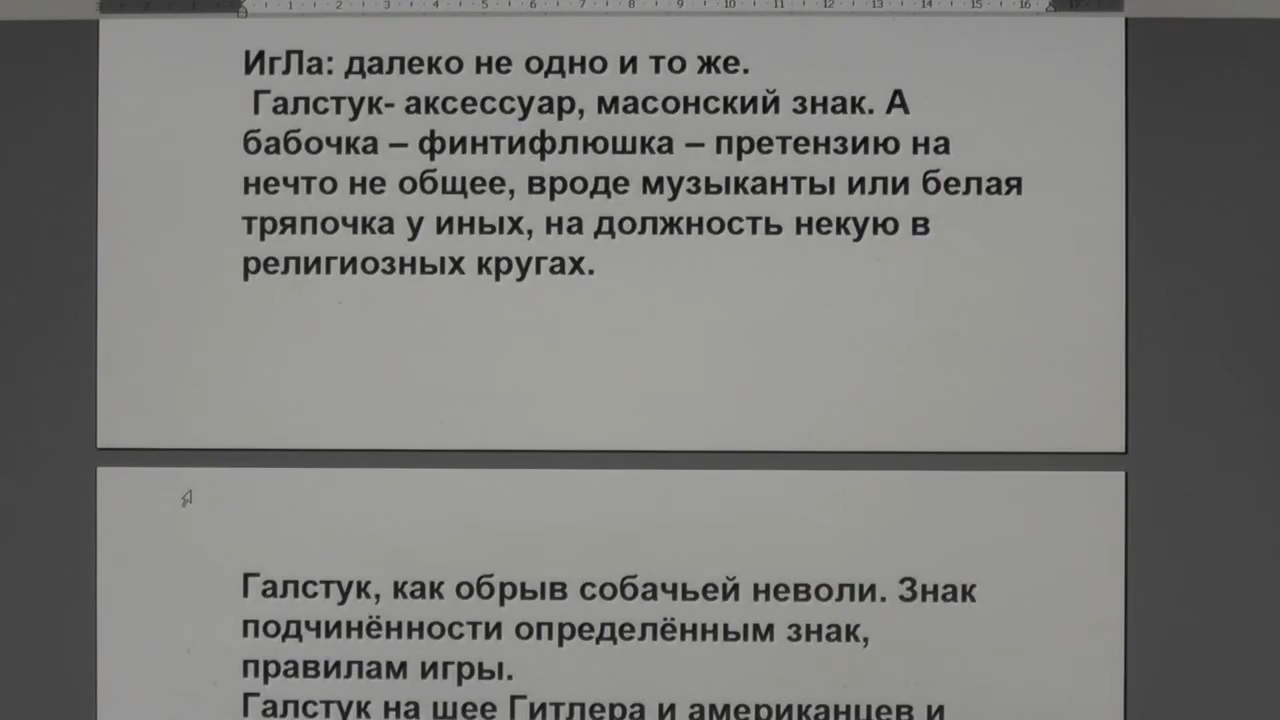 ИгЛа: далеко не одно и то же.
Галстук- аксессуар, масонский знак. А
бабочка – финтифлюшка – претензию на
нечто не общее, вроде музыканты или белая
тряпочка у иных, на должность некую в
религиозных кругах.
Галстук, как обрыв собачьей неволи. Знак
подчинённости определённым знак,
правилам игры.
Галстук на шее Гитлера и американцев и